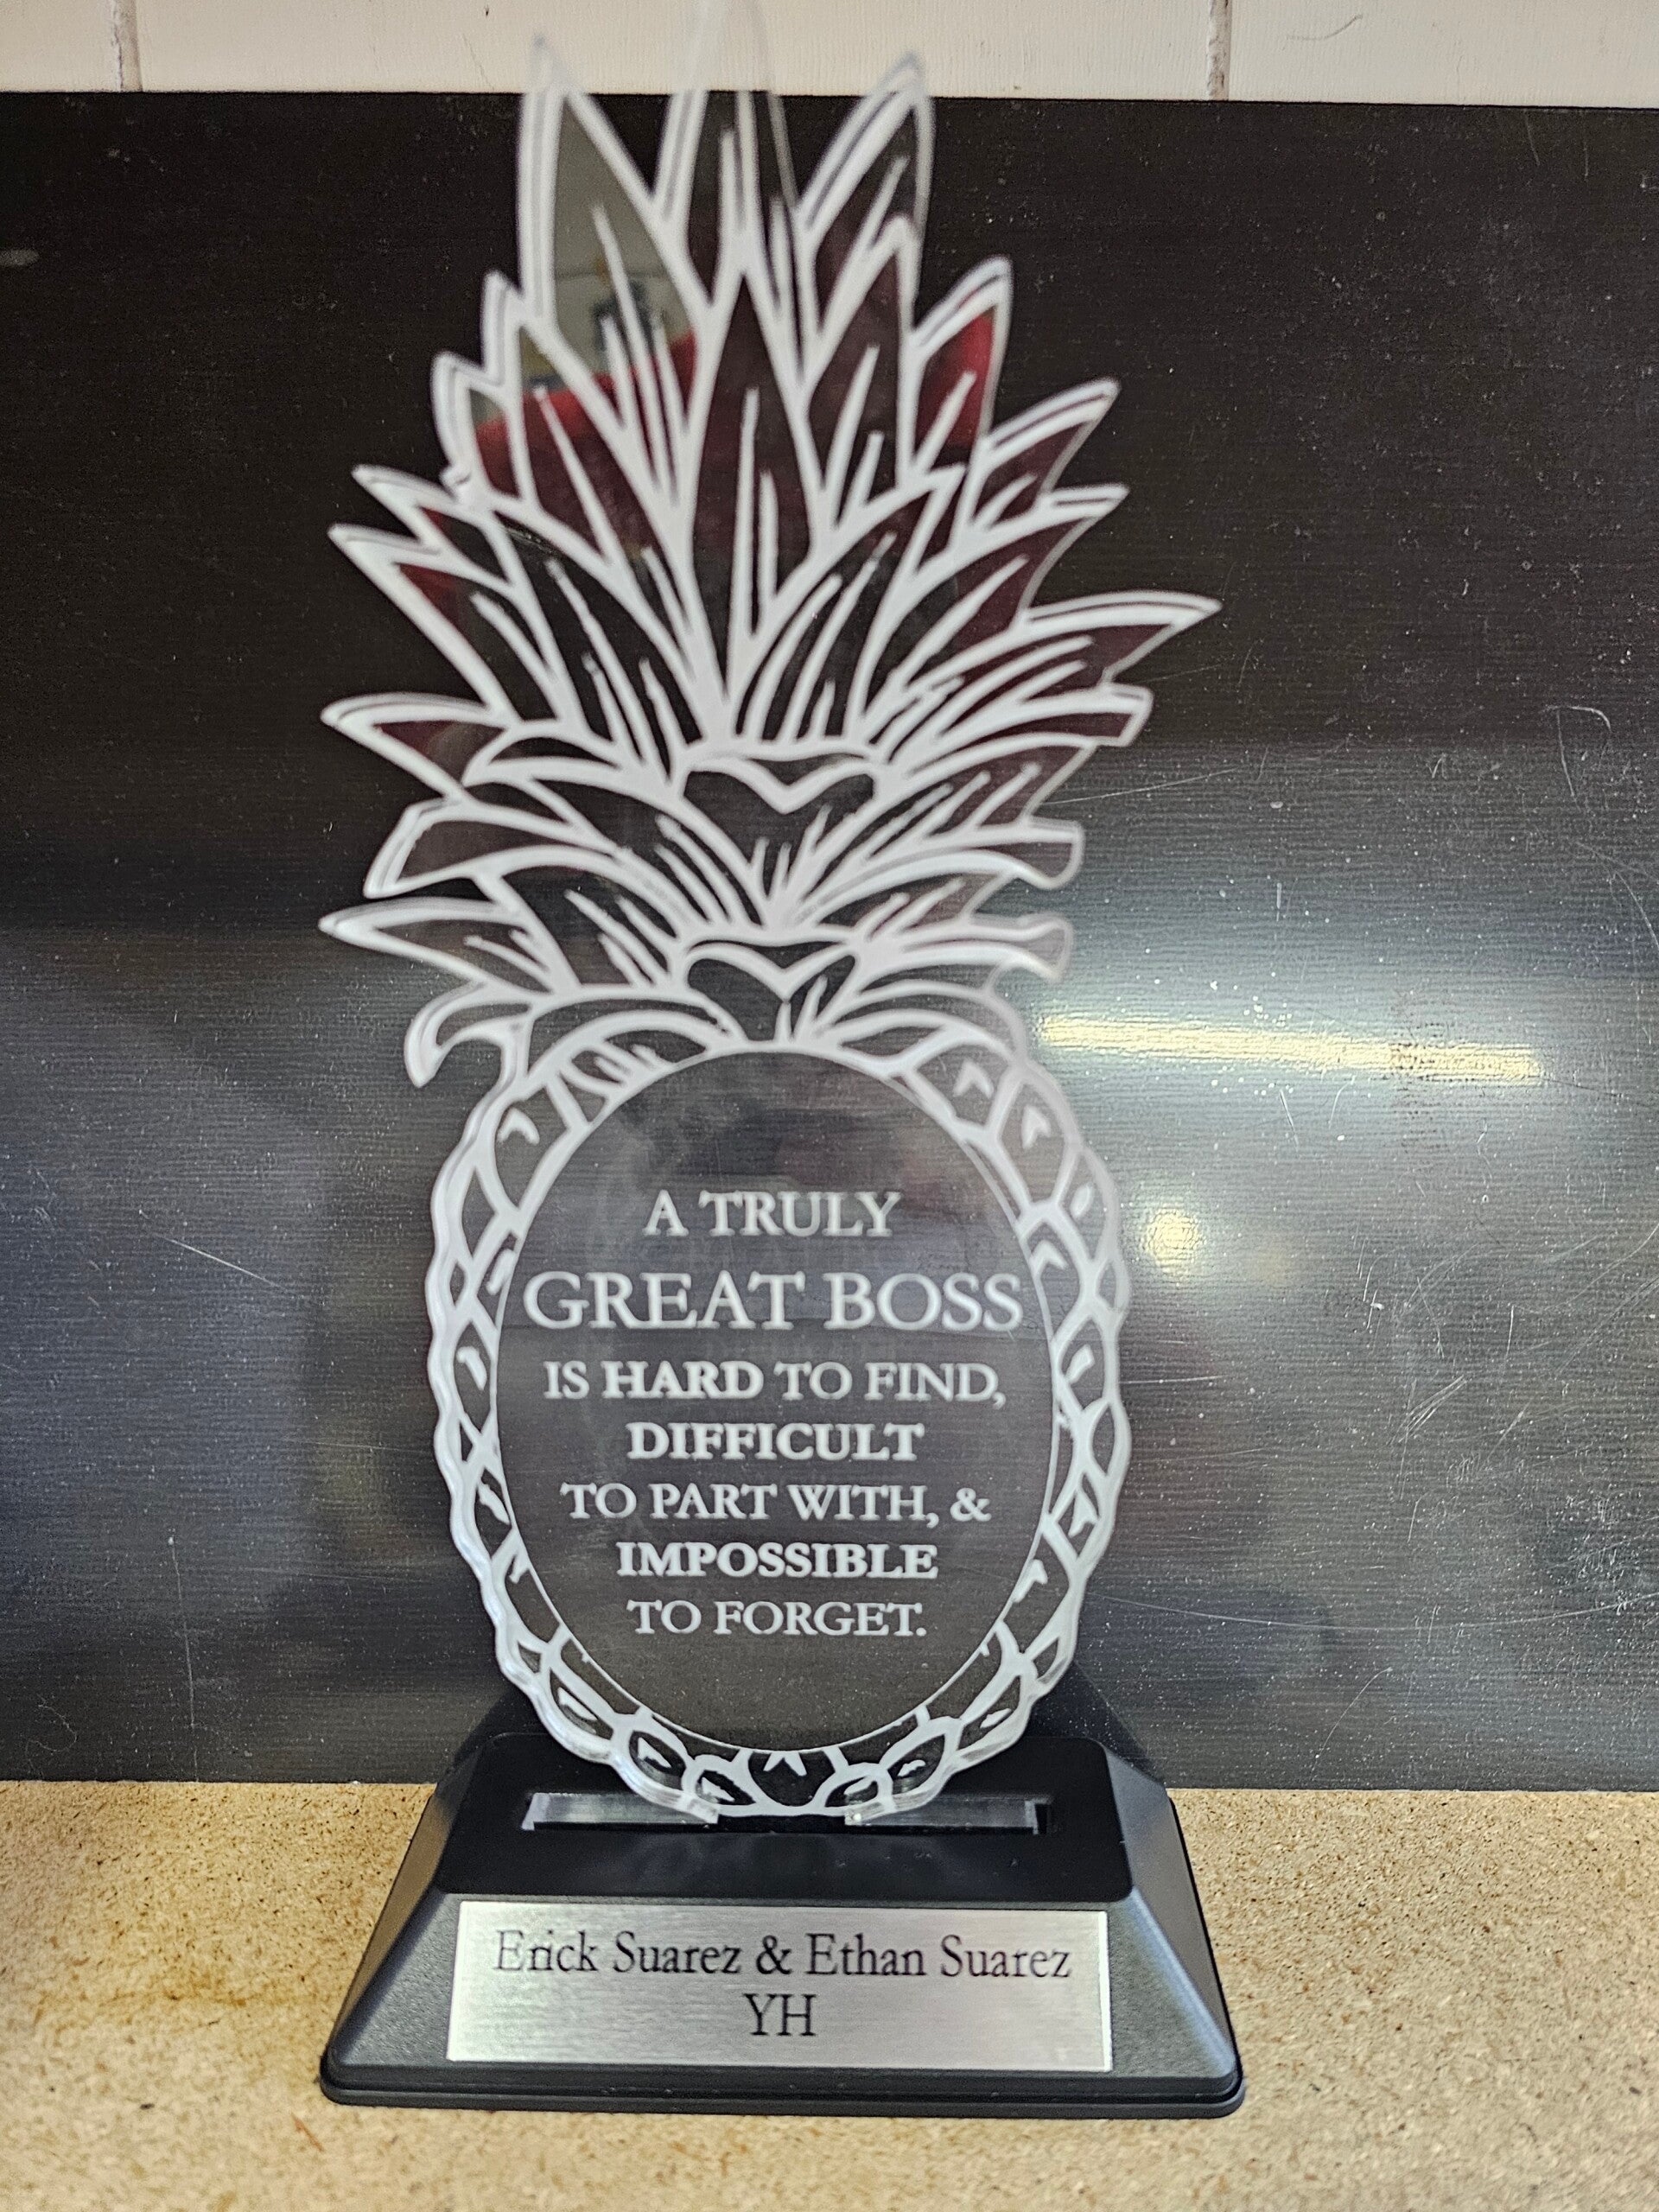 A TRULY
GREAT BOSS
IS HARD TO FIND,
DIFFICULT
TO PART WITH, &
IMPOSSIBLE
TO FORGET.
Erick Suarez & Ethan Suarez
YH